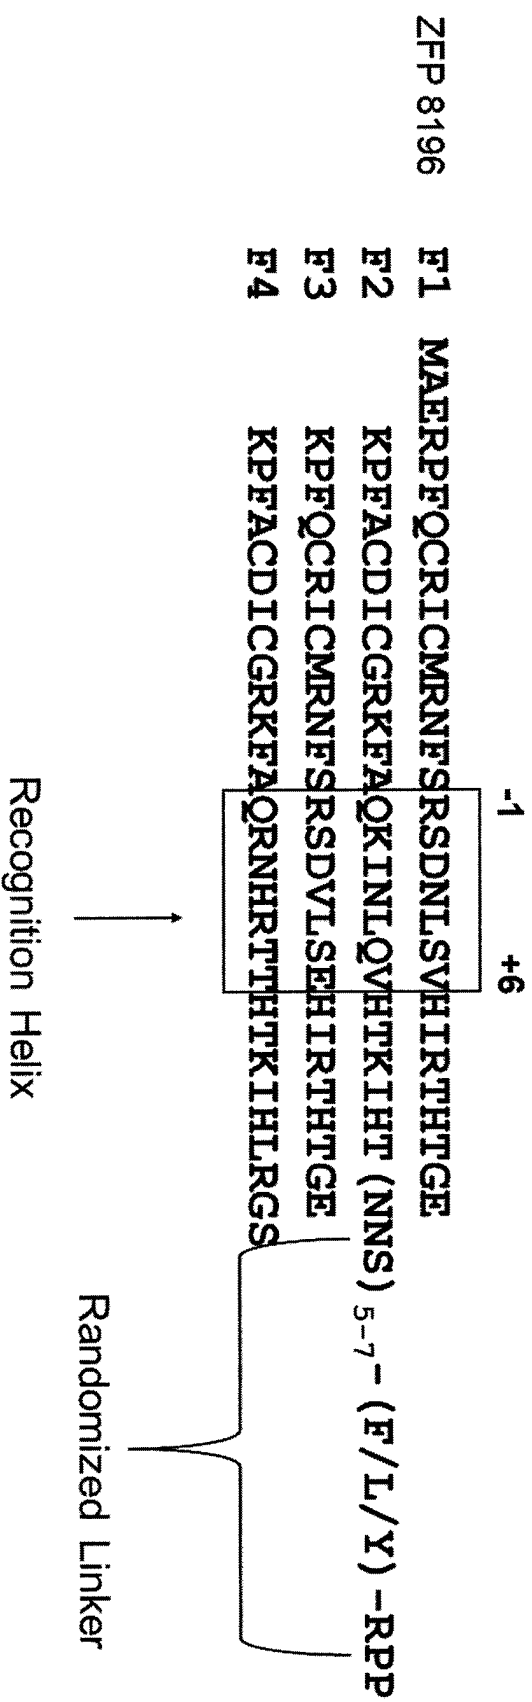 -1 +6
ZFP 8196 F1 MAERPFQCRICMRNFSRSDNLSVHIRTHTGE
F2 KPFACDICGRKFAQKINLQVHTKIHT (NNS)5-7-(F/L/Y)-RPP
F3 KPFQCRICMRNFSRSDVLSEHIRTHTGE
F4 KPFACDICGRKFAQRNHRTTHTKIHLRGS
Randomized Linker
Recognition Helix